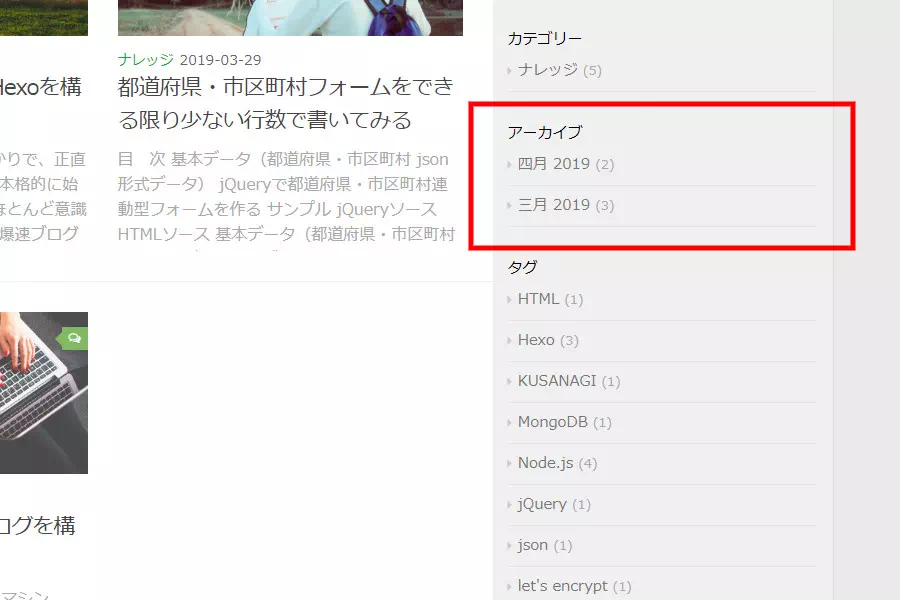 Hexoを構
かりで、正直
本格的に始
ほとんど意識
爆速ブログ
ログを構
マシン
ナレッジ 2019-03-29
都道府県・市区町村フォームをでき
る限り少ない行数で書いてみる
目　次 基本データ（都道府県・市区町村 json
形式データ） jQueryで都道府県・市区町村連
動型フォームを作る サンプル jQueryソース
HTMLソース 基本データ（都道府県・市区町村
カテゴリー
ナレッジ (5)
アーカイブ
四月 2019 (2)
三月 2019 (3)
タグ
HTML (1)
Hexo (3)
KUSANAGI (1)
MongoDB (1)
Node.js (4)
jQuery (1)
json (1)
let's encrypt (1)